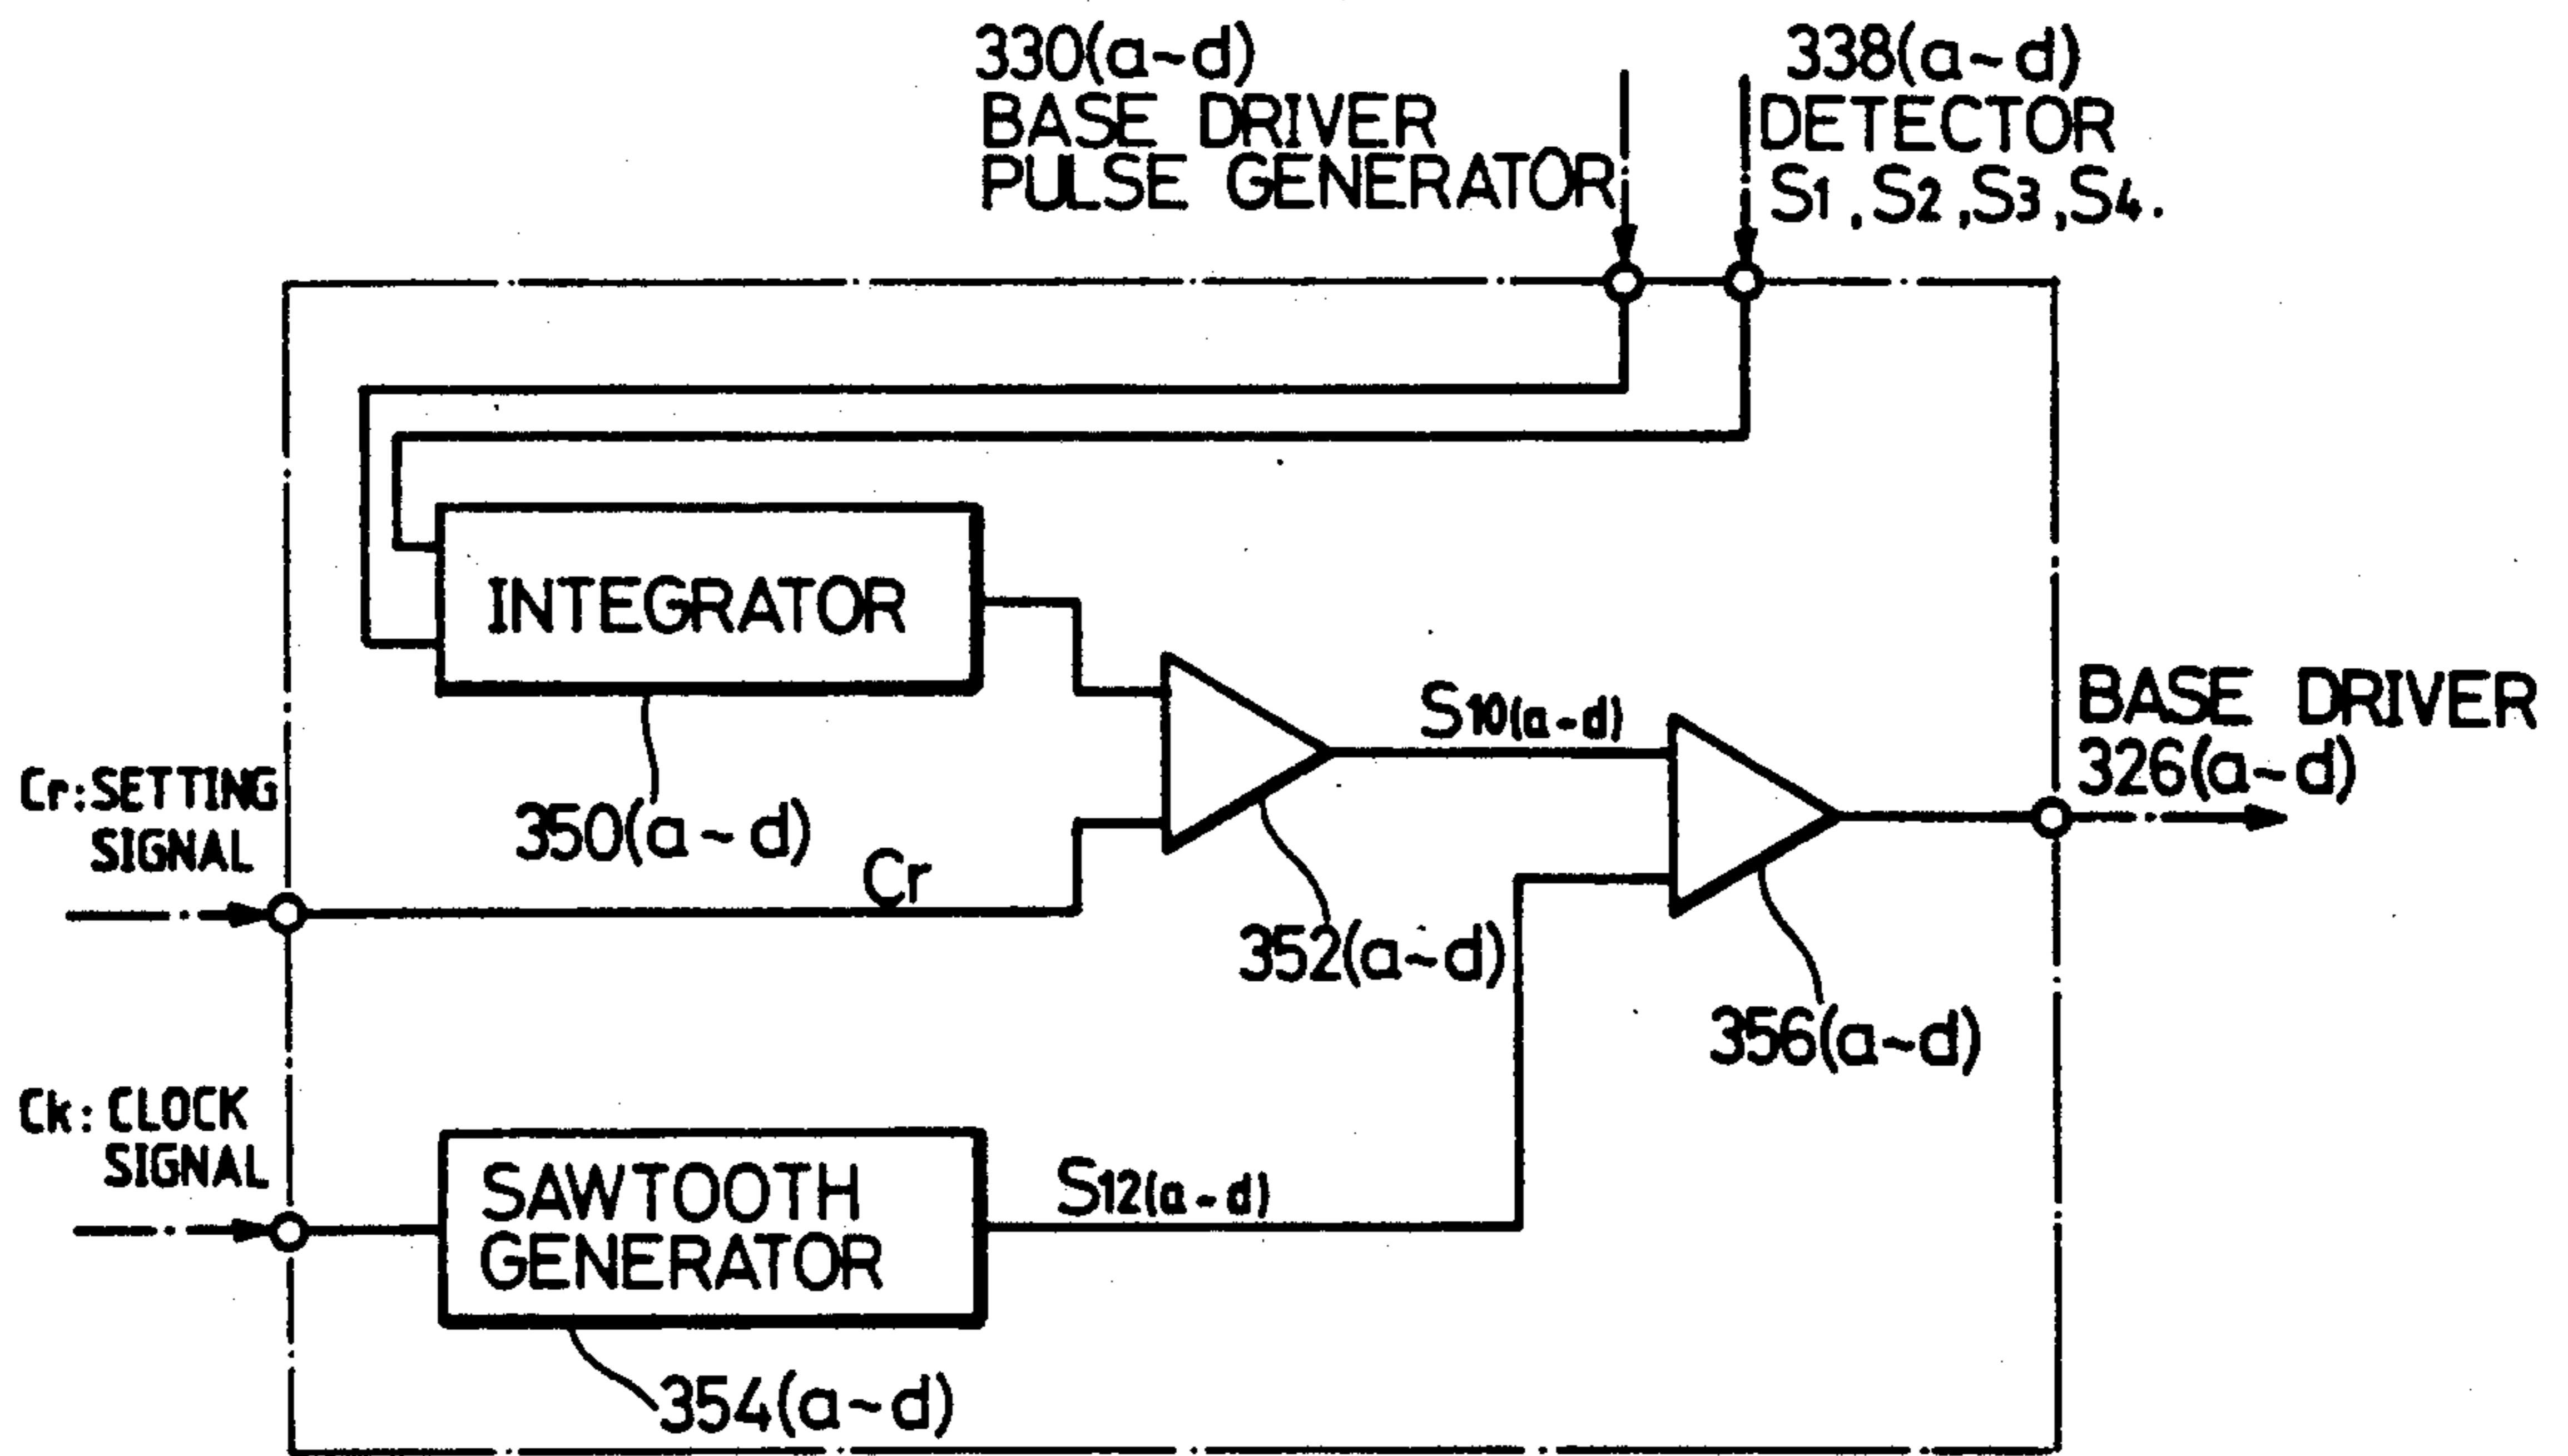 330(a~d)
BASE DRIVER
PULSE GENERATOR
338(a~d)
DETECTOR
S1,S2,S3,S4.
INTEGRATOR
350(a~d)
Cr:SETTING
SIGNAL
Cr
352(a~d)
S10(a~d)
BASE DRIVER
326(a~d)
356(a~d)
Ck: CLOCK
SIGNAL
SAWTOOTH
GENERATOR
S12(a~d)
354(a~d)